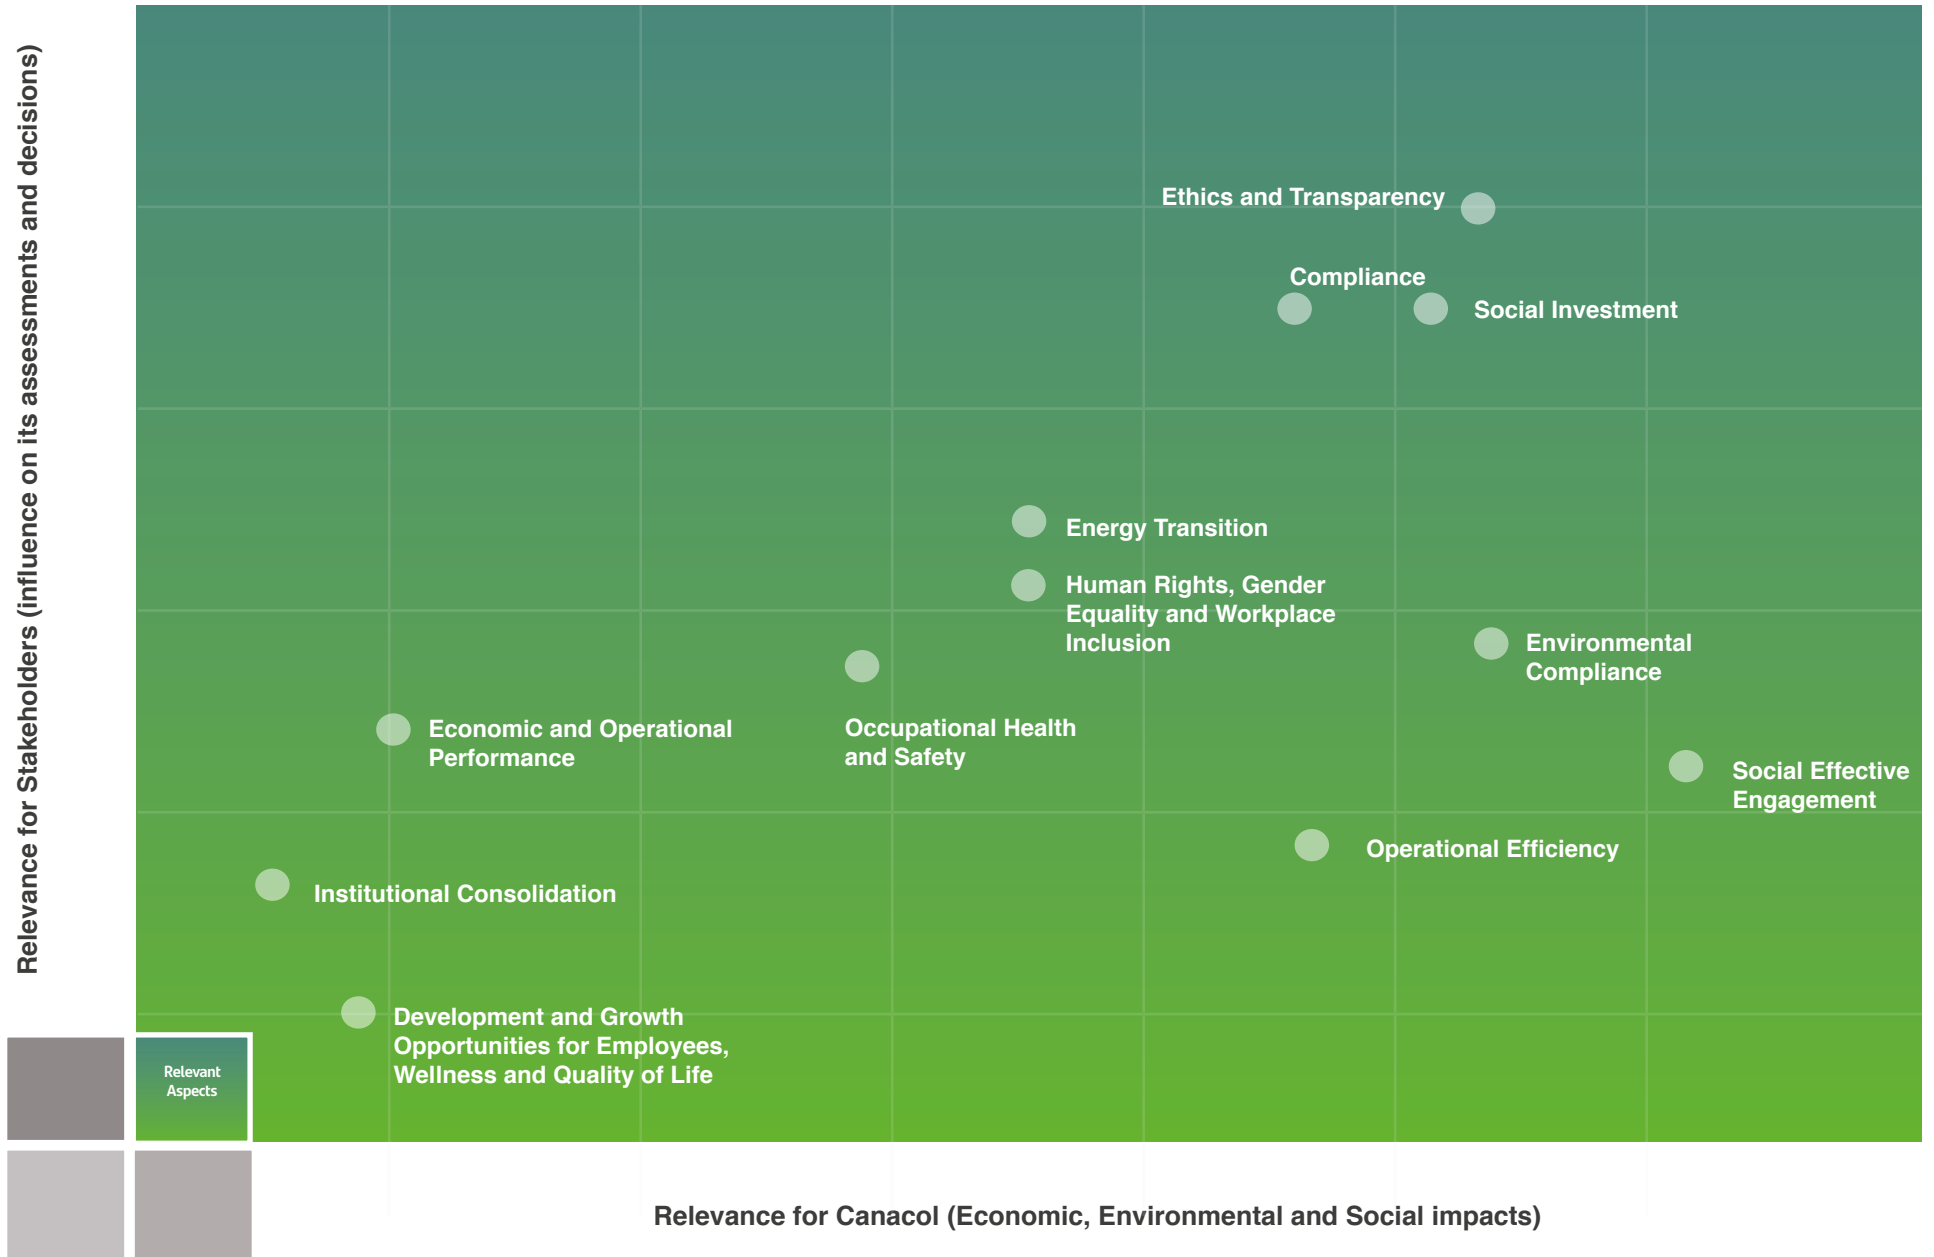 Relevance for Stakeholders (influence on its assessments and decisions)
Ethics and Transparency
Compliance
Social Investment
Energy Transition
Human Rights, Gender
Equality and Workplace
Inclusion
Environmental
Compliance
Economic and Operational
Performance
Occupational Health
and Safety
Social Effective
Engagement
Operational Efficiency
Institutional Consolidation
Development and Growth
Opportunities for Employees,
Wellness and Quality of Life
Relevant
Aspects
Relevance for Canacol (Economic, Environmental and Social impacts)